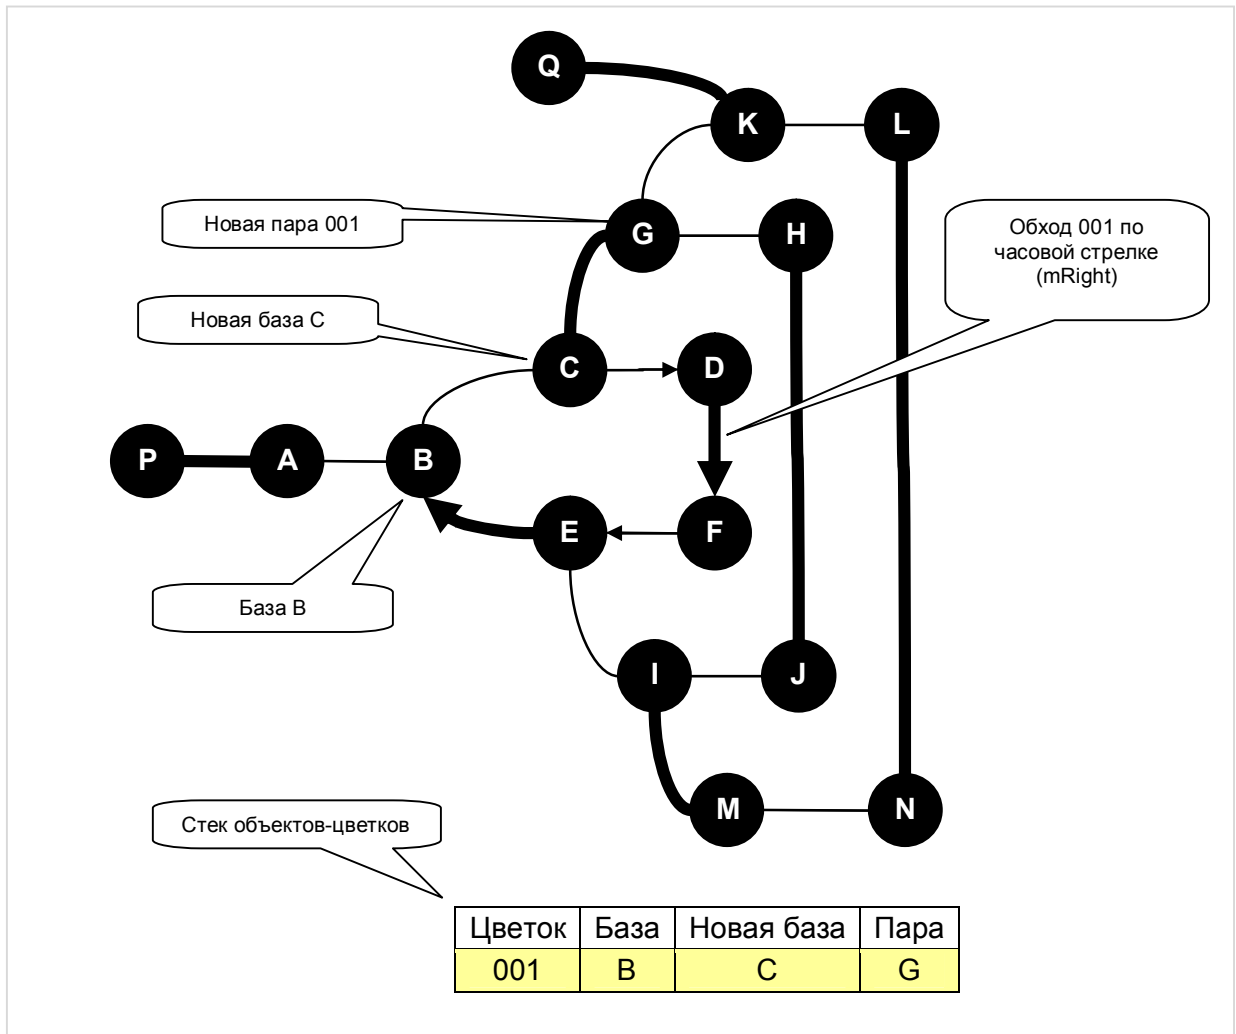 Q
K
L
Новая пара 001
G
H
Обход 001 по
часовой стрелке
(mRight)
Новая база C
C
D
P
A
B
E
F
База B
I
J
M
N
Стек объектов-цветков
Цветок База Новая база Пара
001 B C G